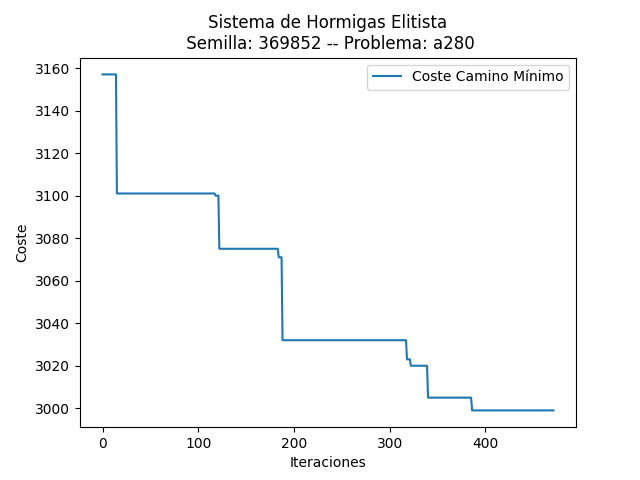 Sistema de Hormigas Elitista
Semilla: 369852 -- Problema: a280
Coste Camino Mínimo
3160
3140
3120
3100
3080
3060
3040
3020
3000
Coste
0 100 200 300 400
Iteraciones